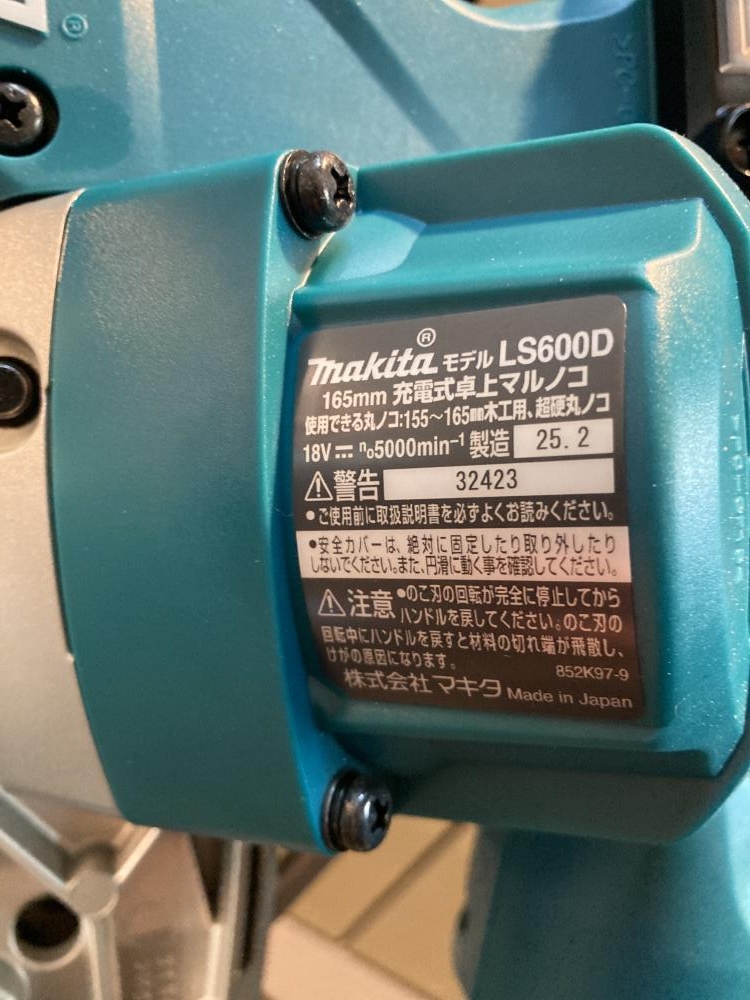 ®
makita® モデル LS600D
165mm 充電式卓上マルノコ
使用できる丸ノコ:155～165mm木工用、超硬丸ノコ
18V⎓ n₀5000min⁻¹ 製造 25.2
⚠警告 32423
●ご使用前に取扱説明書を必ずよくお読みください。
●安全カバーは、絶対に固定したり取り外したり
しないでください。また、円滑に動く事を確認してください。
⚠注意 ●のこ刃の回転が完全に停止してから
ハンドルを戻してください。のこ刃の
回転中にハンドルを戻すと材料の切れ端が飛散し、
けがの原因になります。
852K97-9
株式会社 マキタ Made in Japan